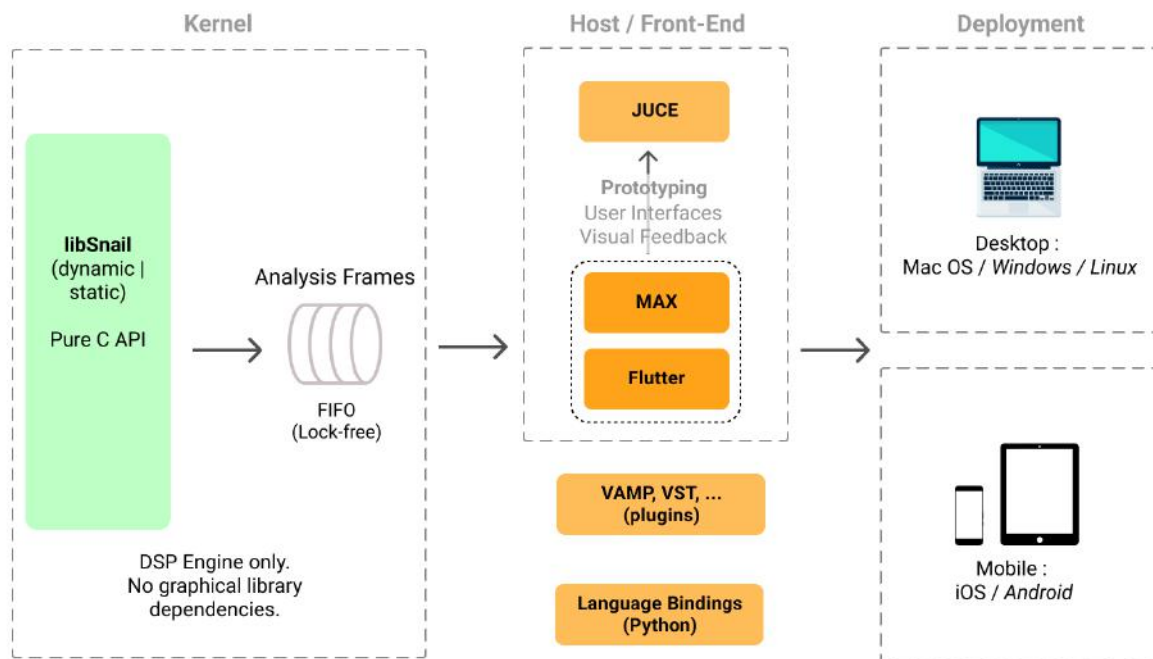 Kernel
libSnail
(dynamic |
static)
Pure C API
Analysis Frames
FIFO
(Lock-free)
DSP Engine only.
No graphical library
dependencies.
Host / Front-End
JUCE
Prototyping
User Interfaces
Visual Feedback
MAX
Flutter
VAMP, VST, ...
(plugins)
Language Bindings
(Python)
Deployment
Desktop :
Mac OS / Windows / Linux
Mobile :
iOS / Android